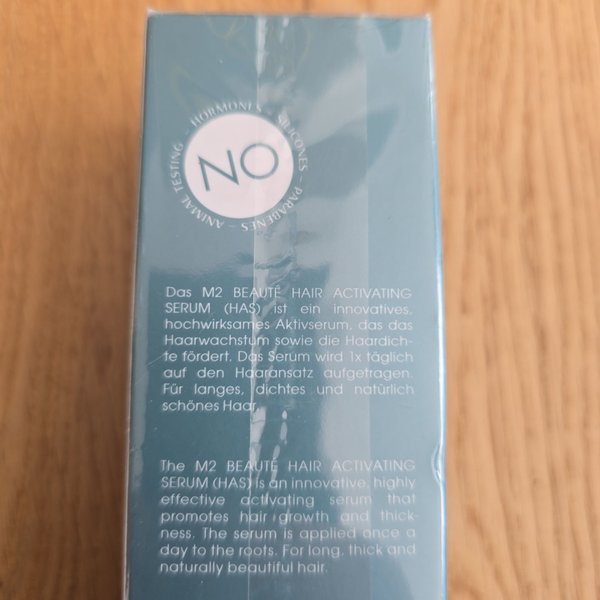 NO
HORMONES – SILICONES – PARABENES – ANIMAL TESTING –
Das M2 BEAUTÉ HAIR ACTIVATING
SERUM (HAS) ist ein innovatives,
hochwirksames Aktivserum, das das
Haarwachstum sowie die Haardich-
te fördert. Das Serum wird 1x täglich
auf den Haaransatz aufgetragen.
Für langes, dichtes und natürlich
schönes Haar.
The M2 BEAUTÉ HAIR ACTIVATING
SERUM (HAS) is an innovative, highly
effective activating serum that
promotes hair growth and thick-
ness. The serum is applied once a
day to the roots. For long, thick and
naturally beautiful hair.